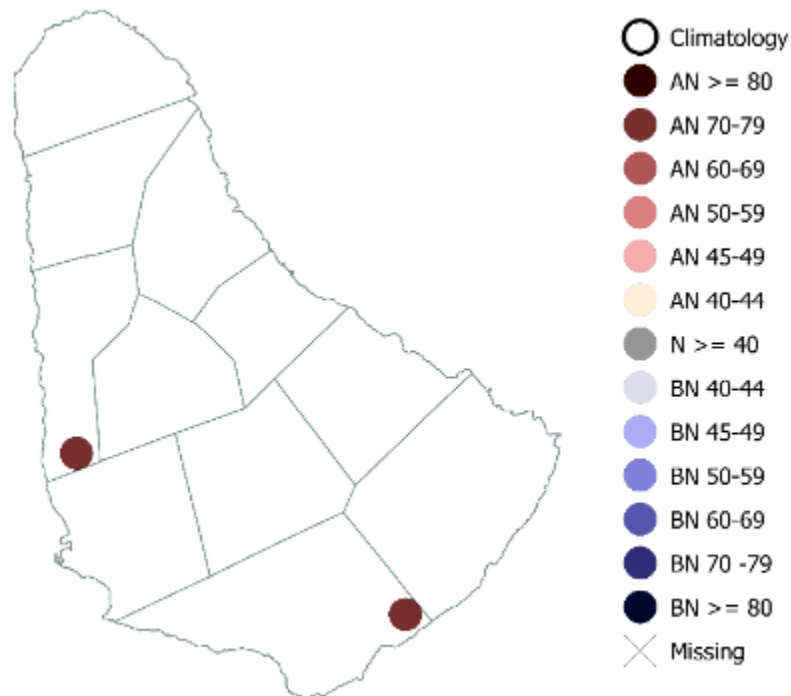 Climatology
AN >= 80
AN 70-79
AN 60-69
AN 50-59
AN 45-49
AN 40-44
N >= 40
BN 40-44
BN 45-49
BN 50-59
BN 60-69
BN 70 -79
BN >= 80
Missing